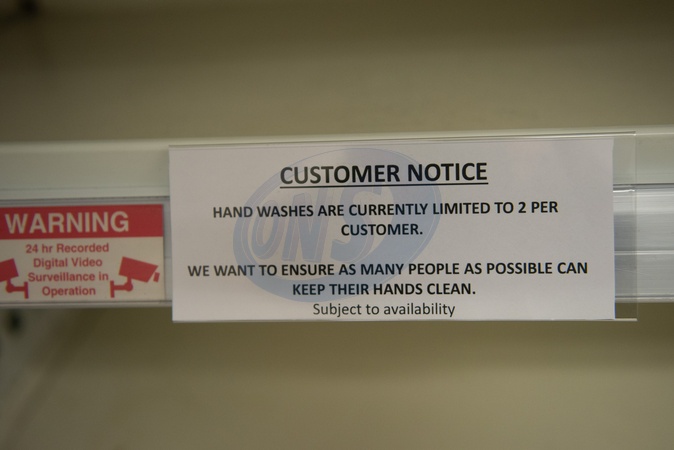 WARNING
24 hr Recorded
Digital Video
Surveillance in
Operation
CUSTOMER NOTICE
HAND WASHES ARE CURRENTLY LIMITED TO 2 PER
CUSTOMER.
WE WANT TO ENSURE AS MANY PEOPLE AS POSSIBLE CAN
KEEP THEIR HANDS CLEAN.
Subject to availability
ONS